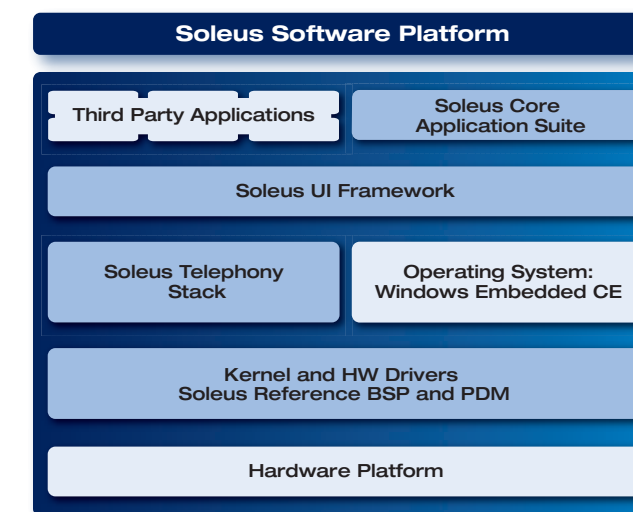 Soleus Software Platform
Third Party Applications
Soleus Core
Application Suite
Soleus UI Framework
Soleus Telephony
Stack
Operating System:
Windows Embedded CE
Kernel and HW Drivers
Soleus Reference BSP and PDM
Hardware Platform